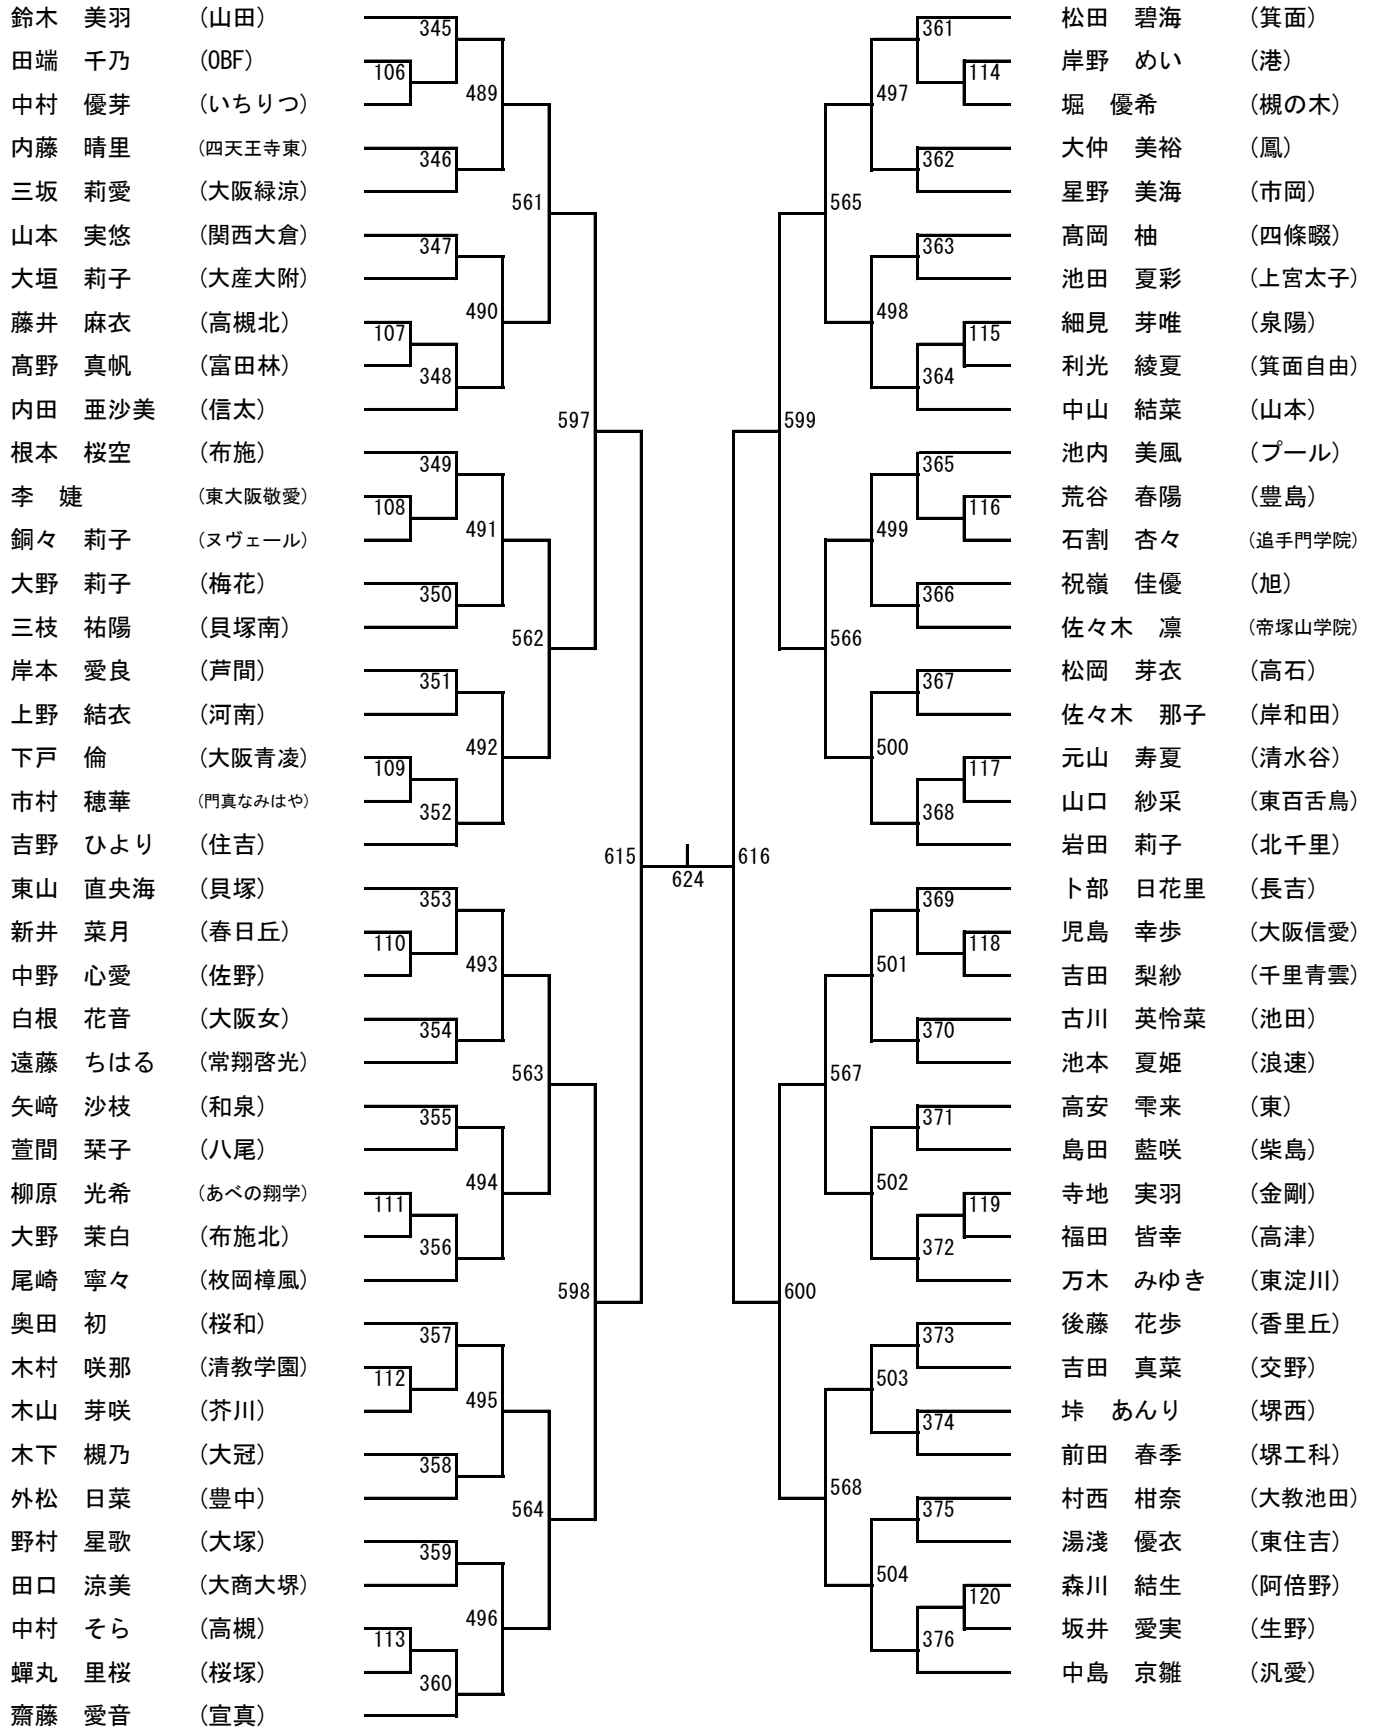 鈴木 美羽 (山田)
田端 千乃 (OBF)
中村 優芽 (いちりつ)
内藤 晴里 (四天王寺東)
三坂 莉愛 (大阪緑涼)
山本 実悠 (関西大倉)
大垣 莉子 (大産大附)
藤井 麻衣 (高槻北)
髙野 真帆 (富田林)
内田 亜沙美 (信太)
根本 桜空 (布施)
李 婕 (東大阪敬愛)
銅々 莉子 (ヌヴェール)
大野 莉子 (梅花)
三枝 祐陽 (貝塚南)
岸本 愛良 (芦間)
上野 結衣 (河南)
下戸 倫 (大阪青凌)
市村 穂華 (門真なみはや)
吉野 ひより (住吉)
東山 直央海 (貝塚)
新井 菜月 (春日丘)
中野 心愛 (佐野)
白根 花音 (大阪女)
遠藤 ちはる (常翔啓光)
矢﨑 沙枝 (和泉)
萱間 栞子 (八尾)
柳原 光希 (あべの翔学)
大野 茉白 (布施北)
尾崎 寧々 (枚岡樟風)
奥田 初 (桜和)
木村 咲那 (清教学園)
木山 芽咲 (芥川)
木下 槻乃 (大冠)
外松 日菜 (豊中)
野村 星歌 (大塚)
田口 涼美 (大商大堺)
中村 そら (高槻)
蟬丸 里桜 (桜塚)
齋藤 愛音 (宣真)
106
107
108
109
110
111
112
113
345
346
347
348
349
350
351
352
353
354
355
356
357
358
359
360
489
490
491
492
493
494
495
496
561
562
563
564
597
598
615
624
616
599
600
565
566
567
568
497
498
499
500
501
502
503
504
361
362
363
364
365
366
367
368
369
370
371
372
373
374
375
376
114
115
116
117
118
119
120
松田 碧海 (箕面)
岸野 めい (港)
堀 優希 (槻の木)
大仲 美裕 (鳳)
星野 美海 (市岡)
髙岡 柚 (四條畷)
池田 夏彩 (上宮太子)
細見 芽唯 (泉陽)
利光 綾夏 (箕面自由)
中山 結菜 (山本)
池内 美風 (プール)
荒谷 春陽 (豊島)
石割 杏々 (追手門学院)
祝嶺 佳優 (旭)
佐々木 凛 (帝塚山学院)
松岡 芽衣 (高石)
佐々木 那子 (岸和田)
元山 寿夏 (清水谷)
山口 紗采 (東百舌鳥)
岩田 莉子 (北千里)
卜部 日花里 (長吉)
児島 幸歩 (大阪信愛)
吉田 梨紗 (千里青雲)
古川 英怜菜 (池田)
池本 夏姫 (浪速)
高安 雫来 (東)
島田 藍咲 (柴島)
寺地 実羽 (金剛)
福田 皆幸 (高津)
万木 みゆき (東淀川)
後藤 花歩 (香里丘)
吉田 真菜 (交野)
垰 あんり (堺西)
前田 春季 (堺工科)
村西 柑奈 (大教池田)
湯淺 優衣 (東住吉)
森川 結生 (阿倍野)
坂井 愛実 (生野)
中島 京雛 (汎愛)